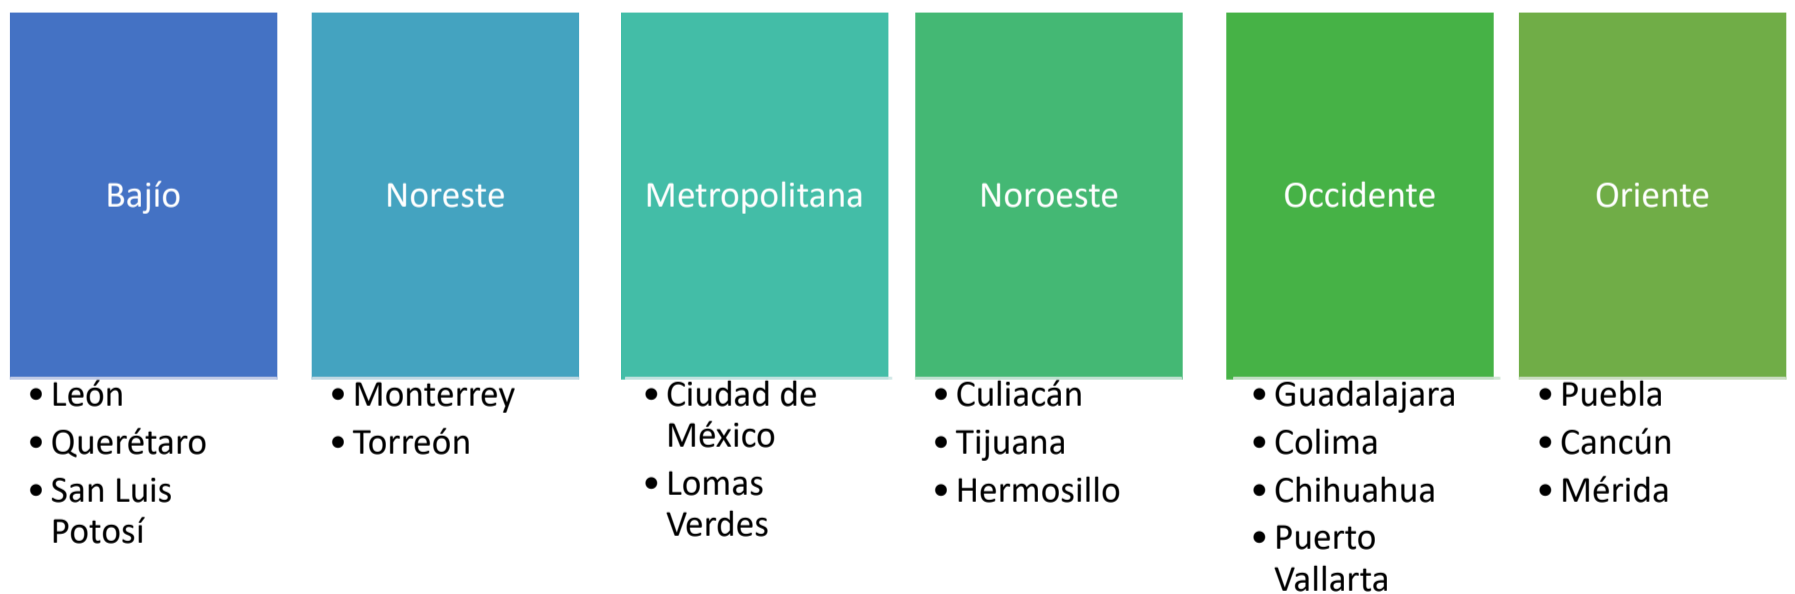 Bajío
Noreste
Metropolitana
Noroeste
Occidente
Oriente
• León
• Querétaro
• San Luis
Potosí
• Monterrey
• Torreón
• Ciudad de
México
• Lomas
Verdes
• Culiacán
• Tijuana
• Hermosillo
• Guadalajara
• Colima
• Chihuahua
• Puerto
Vallarta
• Puebla
• Cancún
• Mérida